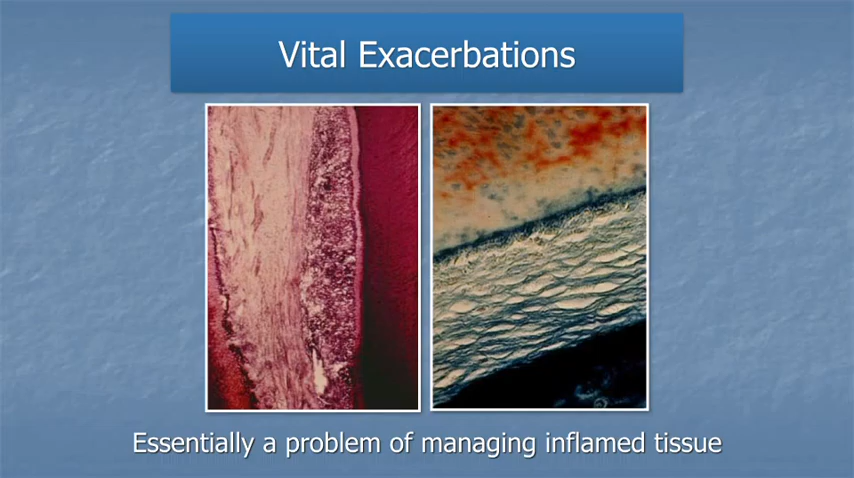 Vital Exacerbations
Essentially a problem of managing inflamed tissue